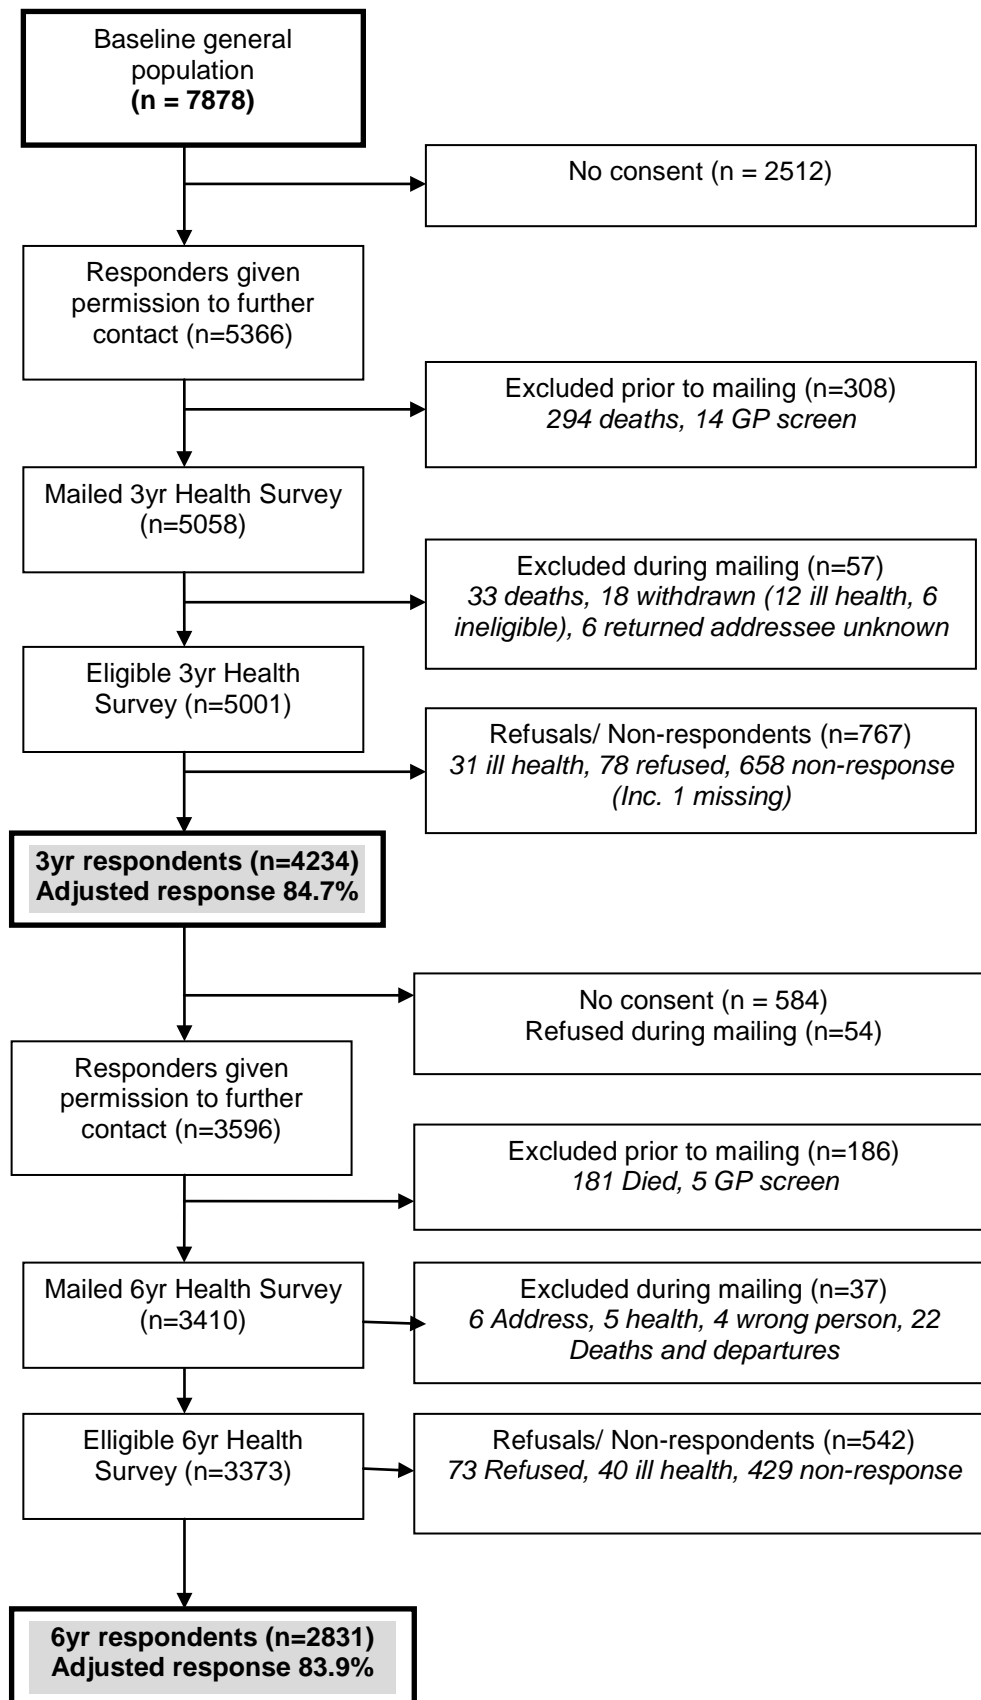 Baseline general
population
(n = 7878)
No consent (n = 2512)
Responders given
permission to further
contact (n=5366)
Excluded prior to mailing (n=308)
294 deaths, 14 GP screen
Mailed 3yr Health Survey
(n=5058)
Excluded during mailing (n=57)
33 deaths, 18 withdrawn (12 ill health, 6
ineligible), 6 returned addressee unknown
Eligible 3yr Health
Survey (n=5001)
Refusals/ Non-respondents (n=767)
31 ill health, 78 refused, 658 non-response
(Inc. 1 missing)
3yr respondents (n=4234)
Adjusted response 84.7%
No consent (n = 584)
Refused during mailing (n=54)
Responders given
permission to further
contact (n=3596)
Excluded prior to mailing (n=186)
181 Died, 5 GP screen
Mailed 6yr Health Survey
(n=3410)
Excluded during mailing (n=37)
6 Address, 5 health, 4 wrong person, 22
Deaths and departures
Elligible 6yr Health
Survey (n=3373)
Refusals/ Non-respondents (n=542)
73 Refused, 40 ill health, 429 non-response
6yr respondents (n=2831)
Adjusted response 83.9%